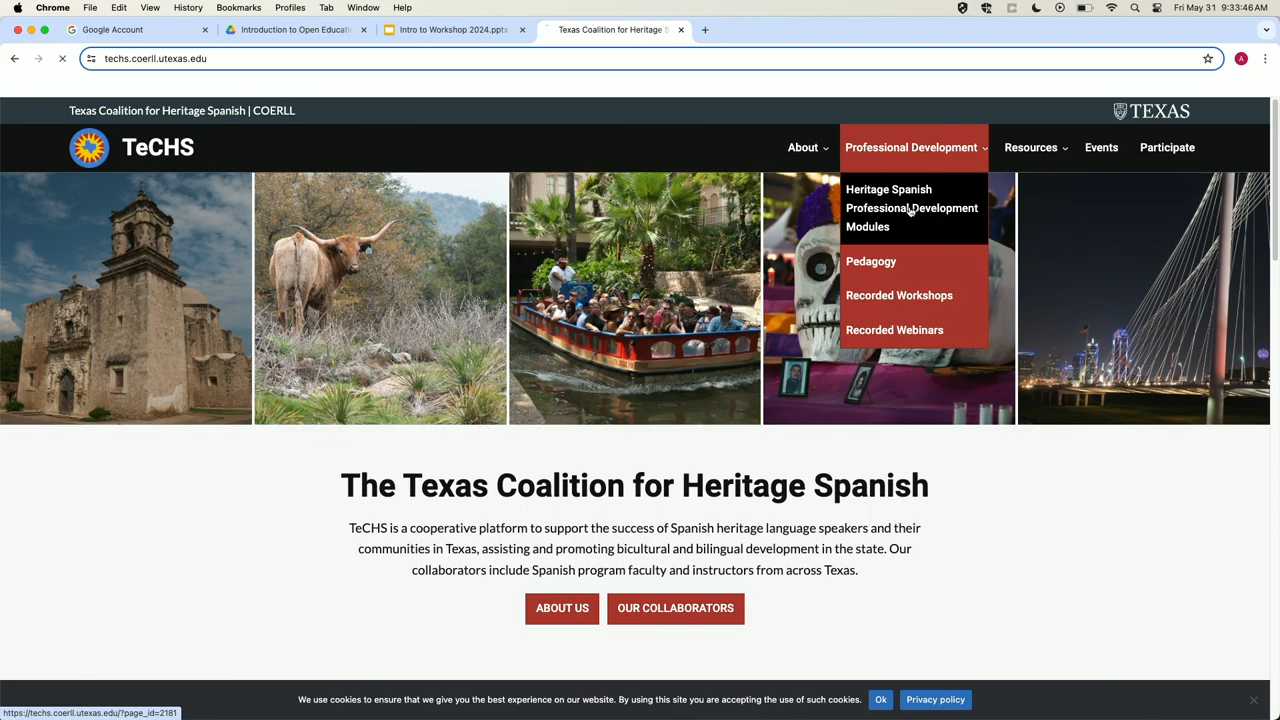 Chrome File Edit View History Bookmarks Profiles Tab Window Help Fri May 31 9:33:46 AM
Google Account Introduction to Open Educati Intro to Workshop 2024.pptx Texas Coalition for Heritage S
techs.coerll.utexas.edu A
Texas Coalition for Heritage Spanish | COERLL TEXAS
TeCHS About Professional Development Resources Events Participate
Heritage Spanish
Professional Development
Modules
Pedagogy
Recorded Workshops
Recorded Webinars
The Texas Coalition for Heritage Spanish
TeCHS is a cooperative platform to support the success of Spanish heritage language speakers and their
communities in Texas, assisting and promoting bicultural and bilingual development in the state. Our
collaborators include Spanish program faculty and instructors from across Texas.
ABOUT US OUR COLLABORATORS
We use cookies to ensure that we give you the best experience on our website. By using this site you are accepting the use of such cookies. Ok Privacy policy
https://techs.coerll.utexas.edu/?page_id=2181